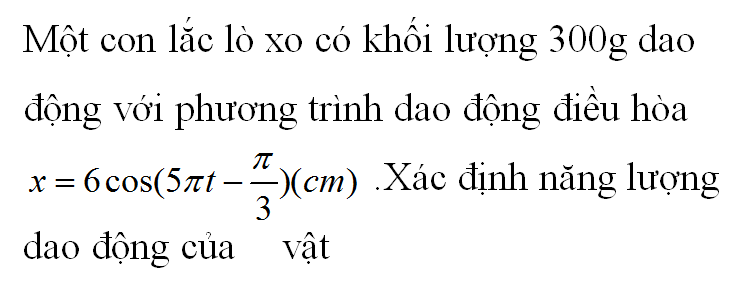 Một con lắc lò xo có khối lượng 300g dao
động với phương trình dao động điều hòa
x = 6cos(5πt − π/3)(cm) .Xác định năng lượng
dao động của vật